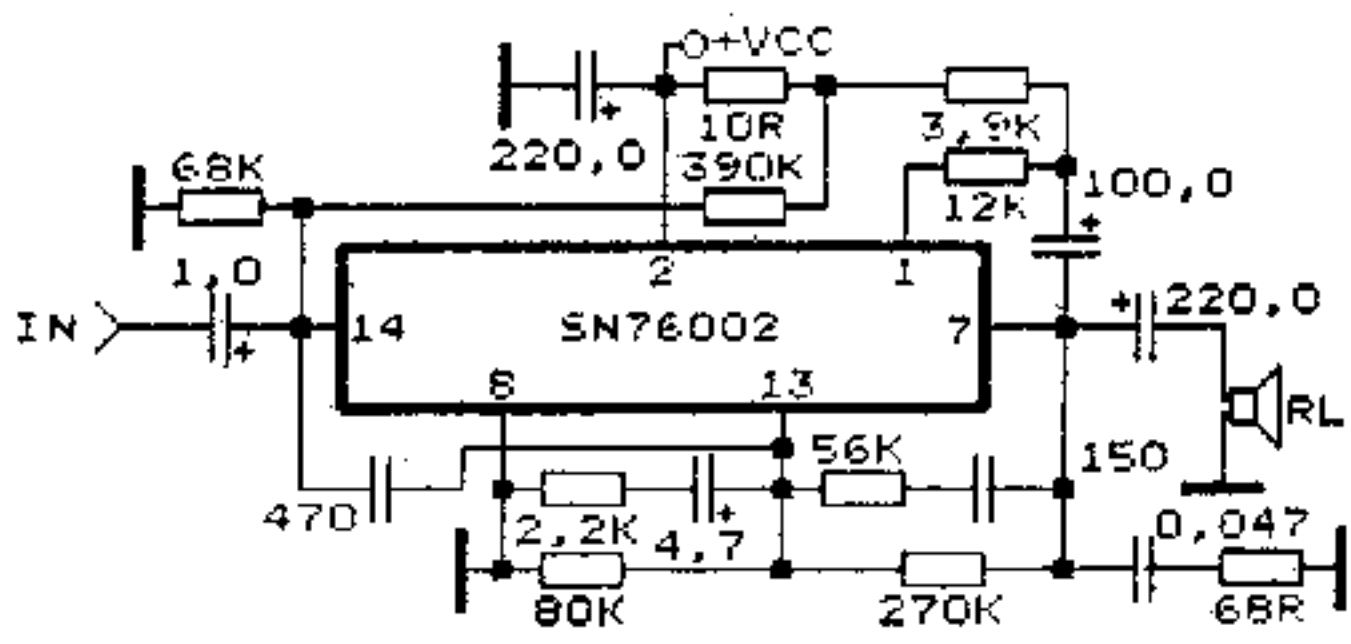 +VCC
10R
3,9K
220,0
68K
390K
12K
100,0
1,0
2
1
IN
14
SN76002
7
220,0
8
13
RL
56K
150
470
2,2K
4,7
0,047
80K
270K
68R